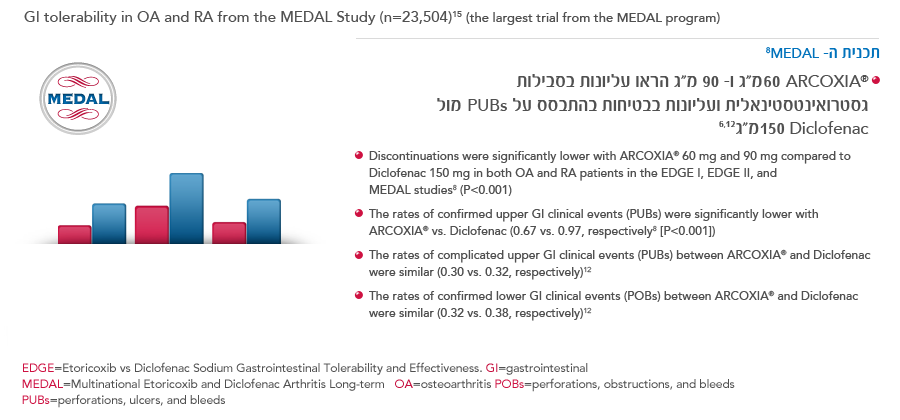 GI tolerability in OA and RA from the MEDAL Study (n=23,504)¹⁵ (the largest trial from the MEDAL program)
MEDAL
תכנית ה- MEDAL⁸
ARCOXIA® 60מ״ג ו- 90 מ״ג הראו עליונות בסבילות
גסטרואינטסטינאלית ועליונות בבטיחות בהתבסס על PUBs מול
Diclofenac 150מ״ג⁶,¹²
Discontinuations were significantly lower with ARCOXIA® 60 mg and 90 mg compared to
Diclofenac 150 mg in both OA and RA patients in the EDGE I, EDGE II, and
MEDAL studies⁸ (P<0.001)
The rates of confirmed upper GI clinical events (PUBs) were significantly lower with
ARCOXIA® vs. Diclofenac (0.67 vs. 0.97, respectively⁸ [P<0.001])
The rates of complicated upper GI clinical events (PUBs) between ARCOXIA® and Diclofenac
were similar (0.30 vs. 0.32, respectively)¹²
The rates of confirmed lower GI clinical events (POBs) between ARCOXIA® and Diclofenac
were similar (0.32 vs. 0.38, respectively)¹²
EDGE=Etoricoxib vs Diclofenac Sodium Gastrointestinal Tolerability and Effectiveness. GI=gastrointestinal
MEDAL=Multinational Etoricoxib and Diclofenac Arthritis Long-term OA=osteoarthritis POBs=perforations, obstructions, and bleeds
PUBs=perforations, ulcers, and bleeds